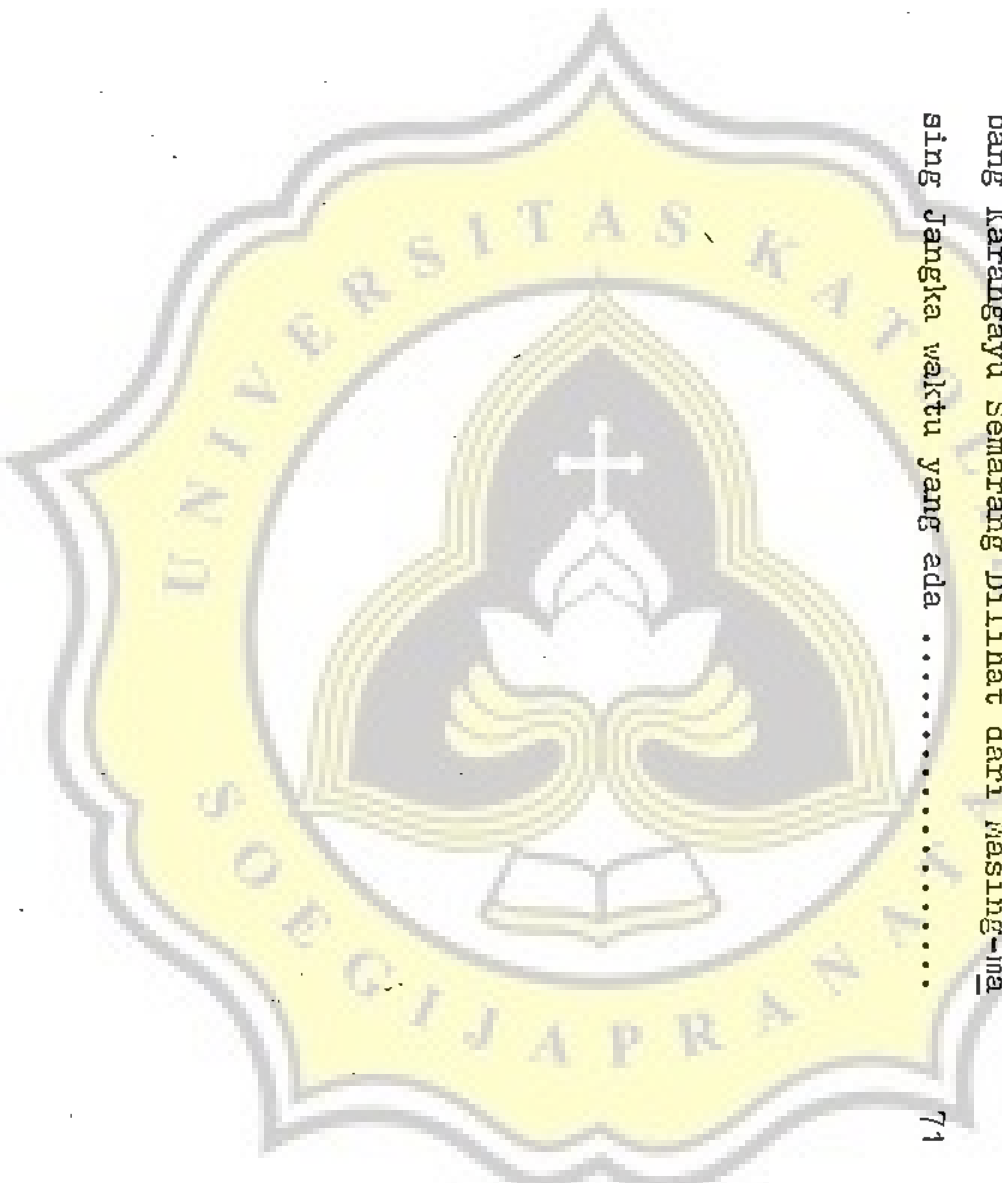 bang Karangayu Semarang Dilihat dari Masing-ma
sing Jangka waktu yang ada ........................ 71
UNIVERSITAS KATOLIK
SOEGIJAPRANATA